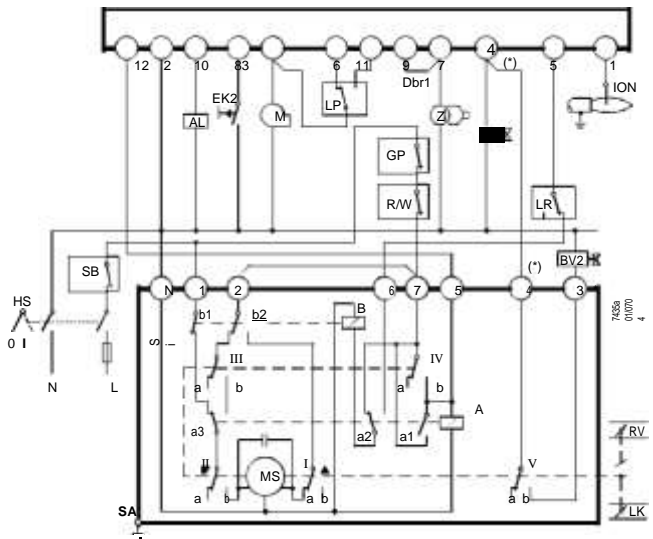 12 2 10 83 6 11 9 7 4 (*) 5 1
Dbr1
ION
EK2
LP
AL
M
Z
GP
R/W
LR
SB
(*)
BV2
HS
N 1 2 6 7 5 4 3
0 I
b1
b2
B
S
i
7435a
01/070
4
N L
III
IV
a b
a b
A
a3
a2
a1
RV
II
MS
I
V
a b
a b
a b
SA
LK